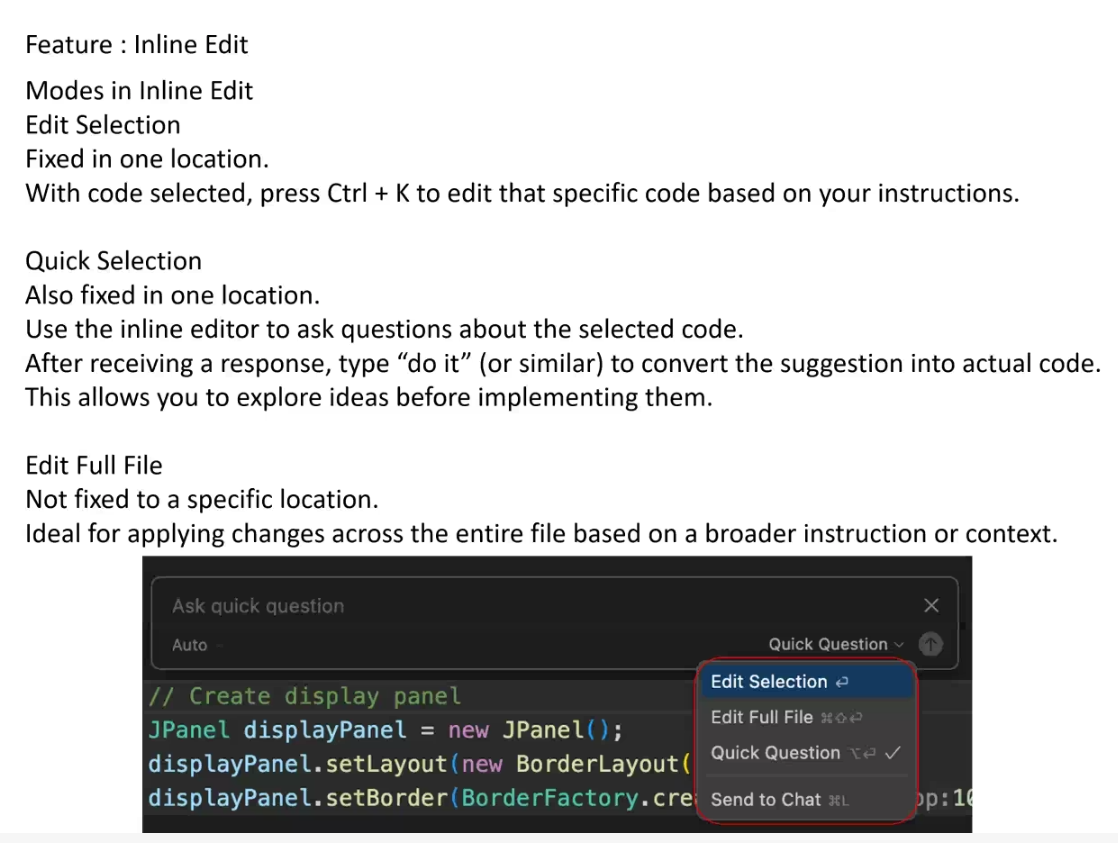 Feature : Inline Edit
Modes in Inline Edit
Edit Selection
Fixed in one location.
With code selected, press Ctrl + K to edit that specific code based on your instructions.
Quick Selection
Also fixed in one location.
Use the inline editor to ask questions about the selected code.
After receiving a response, type “do it” (or similar) to convert the suggestion into actual code.
This allows you to explore ideas before implementing them.
Edit Full File
Not fixed to a specific location.
Ideal for applying changes across the entire file based on a broader instruction or context.
Ask quick question
Auto
Quick Question
Edit Selection ⏎
Edit Full File ⌘⇧⏎
Quick Question ⌥⏎ ✓
Send to Chat ⌘L
// Create display panel
JPanel displayPanel = new JPanel();
displayPanel.setLayout(new BorderLayout(
displayPanel.setBorder(BorderFactory.cre op:10